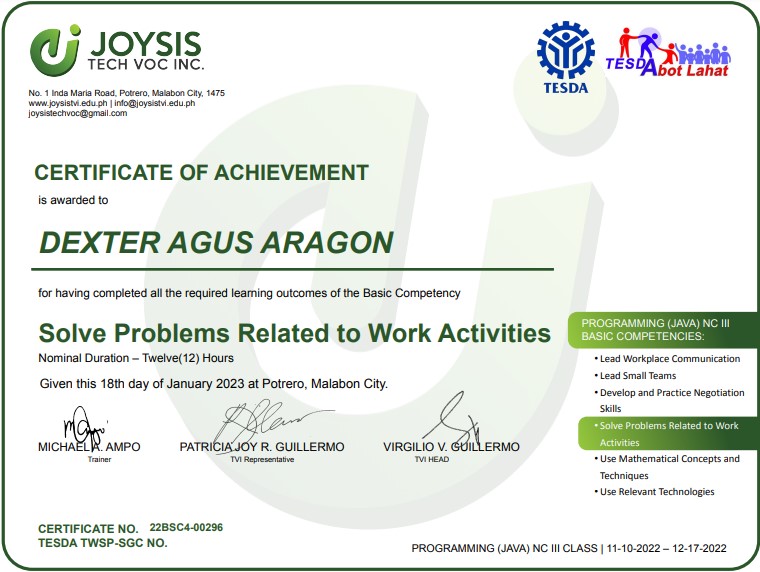 JOYSIS
TECH VOC INC.
No. 1 Inda Maria Road, Potrero, Malabon City, 1475
www.joysistvi.edu.ph | info@joysistvi.edu.ph
joysistechvoc@gmail.com
TESDA
TESDA
Abot Lahat
CERTIFICATE OF ACHIEVEMENT
is awarded to
DEXTER AGUS ARAGON
for having completed all the required learning outcomes of the Basic Competency
Solve Problems Related to Work Activities
Nominal Duration – Twelve(12) Hours
Given this 18th day of January 2023 at Potrero, Malabon City.
MICHAEL A. AMPO
Trainer
PATRICIA JOY R. GUILLERMO
TVI Representative
VIRGILIO V. GUILLERMO
TVI HEAD
PROGRAMMING (JAVA) NC III
BASIC COMPETENCIES:
• Lead Workplace Communication
• Lead Small Teams
• Develop and Practice Negotiation
Skills
• Solve Problems Related to Work
Activities
• Use Mathematical Concepts and
Techniques
• Use Relevant Technologies
CERTIFICATE NO. 22BSC4-00296
TESDA TWSP-SGC NO.
PROGRAMMING (JAVA) NC III CLASS | 11-10-2022 – 12-17-2022